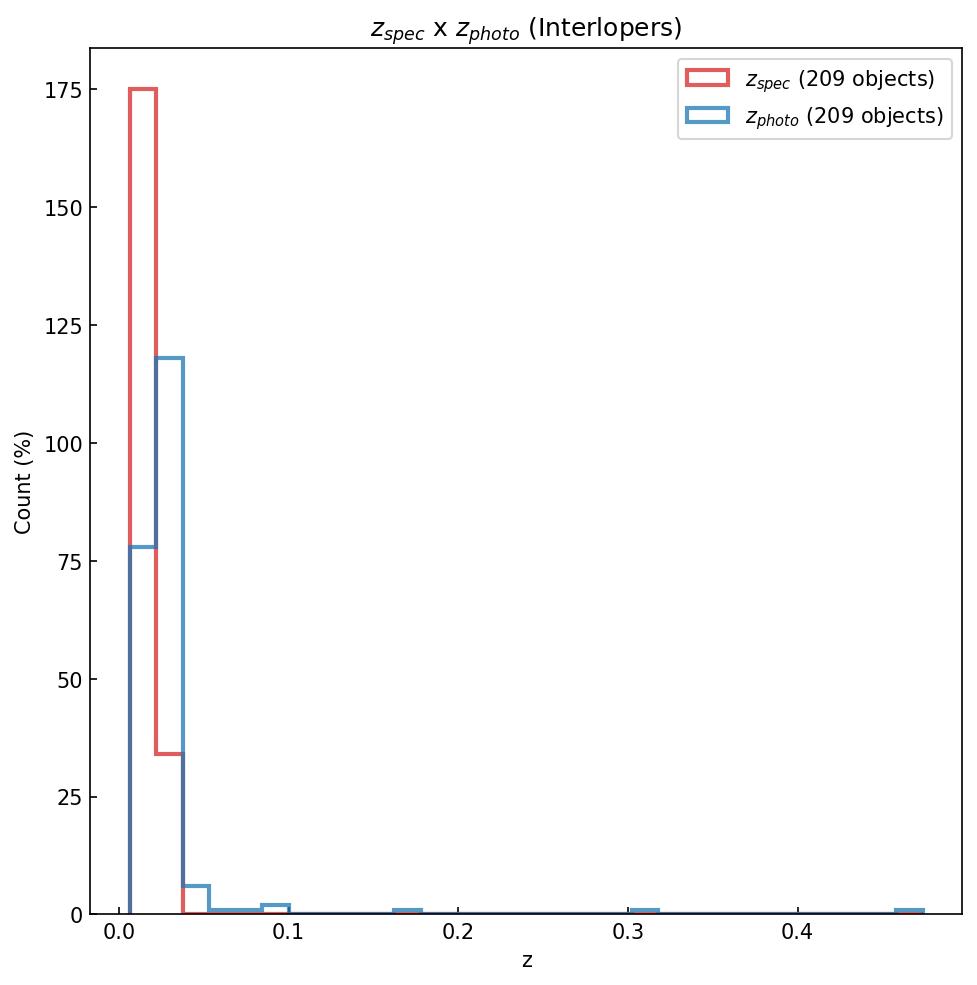 z_spec x z_photo (Interlopers)
z_spec (209 objects)
z_photo (209 objects)
175
150
125
100
75
50
25
0
Count (%)
0.0 0.1 0.2 0.3 0.4
z